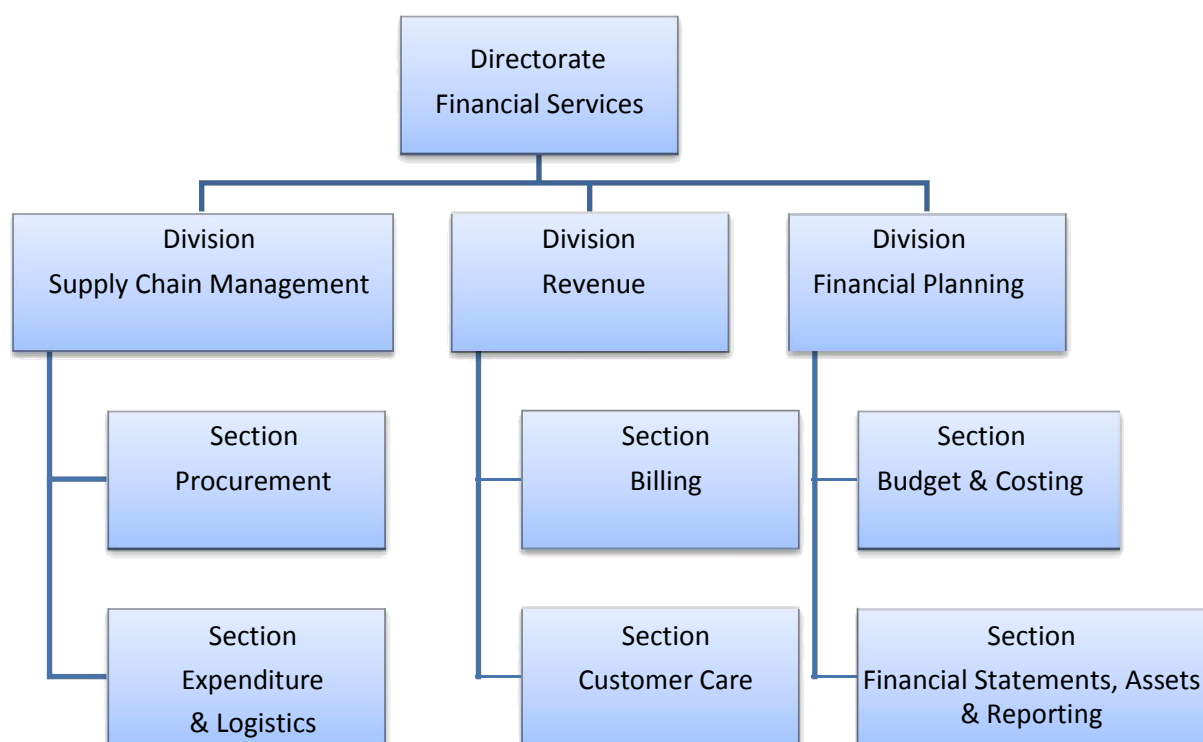 Directorate
Financial Services
Division
Supply Chain Management
Division
Revenue
Division
Financial Planning
Section
Procurement
Section
Billing
Section
Budget & Costing
Section
Expenditure
& Logistics
Section
Customer Care
Section
Financial Statements, Assets
& Reporting